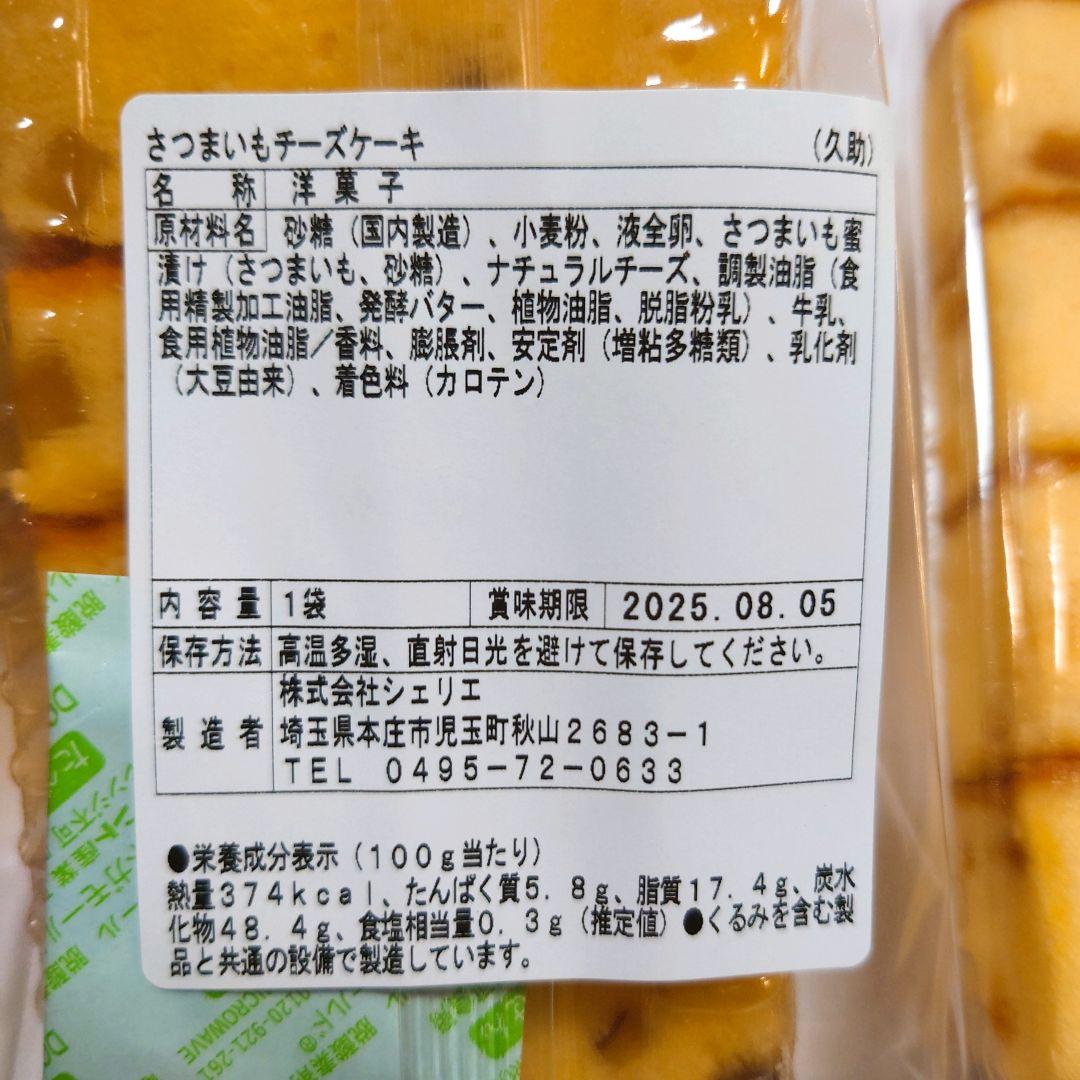 さつまいもチーズケーキ (久助)
名称 洋菓子
原材料名 砂糖(国内製造)、小麦粉、液全卵、さつまいも蜜
漬け(さつまいも、砂糖)、ナチュラルチーズ、調製油脂(食
用精製加工油脂、発酵バター、植物油脂、脱脂粉乳)、牛乳、
食用植物油脂/香料、膨脹剤、安定剤(増粘多糖類)、乳化剤
(大豆由来)、着色料(カロテン)
内容量 1袋 賞味期限 2025.08.05
保存方法 高温多湿、直射日光を避けて保存してください。
株式会社シェリエ
製造者 埼玉県本庄市児玉町秋山2683-1
TEL 0495-72-0633
●栄養成分表示(100g当たり)
熱量374kcal、たんぱく質5.8g、脂質17.4g、炭水
化物48.4g、食塩相当量0.3g(推定値)●くるみを含む製
品と共通の設備で製造しています。